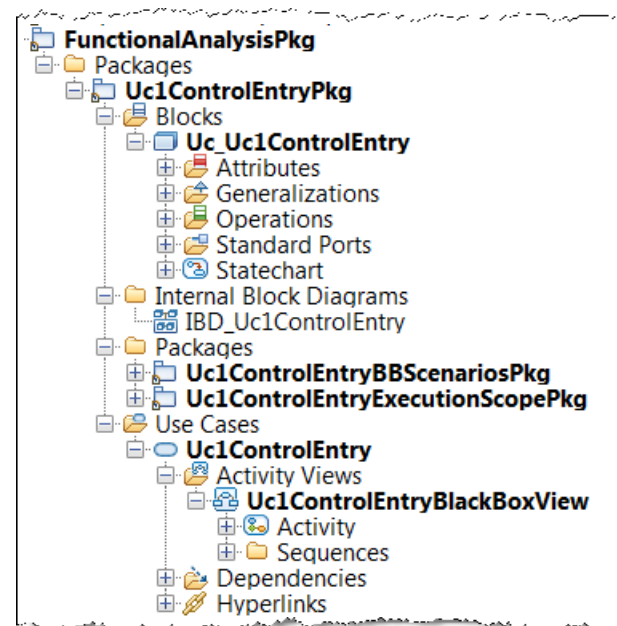 FunctionalAnalysisPkg
Packages
Uc1ControlEntryPkg
Blocks
Uc_Uc1ControlEntry
Attributes
Generalizations
Operations
Standard Ports
Statechart
Internal Block Diagrams
IBD_Uc1ControlEntry
Packages
Uc1ControlEntryBBScenariosPkg
Uc1ControlEntryExecutionScopePkg
Use Cases
Uc1ControlEntry
Activity Views
Uc1ControlEntryBlackBoxView
Activity
Sequences
Dependencies
Hyperlinks